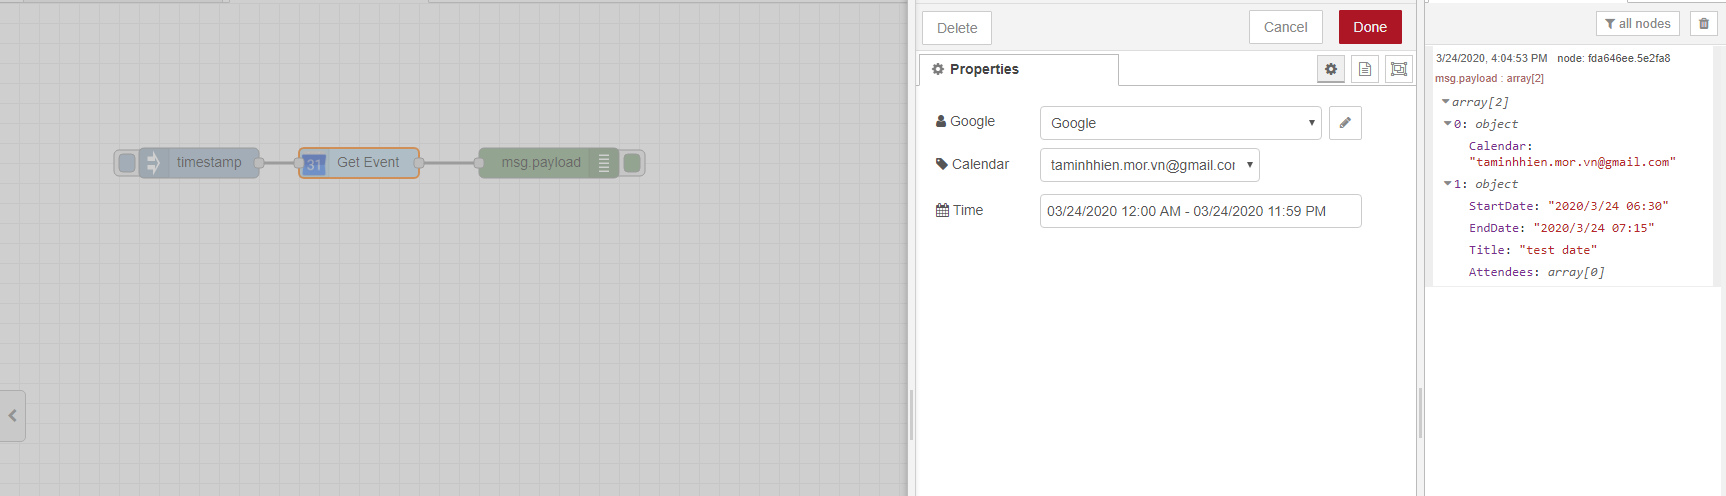 timestamp
31
Get Event
msg.payload
Delete
Cancel
Done
Properties
Google
Google
Calendar
taminhhien.mor.vn@gmail.cor
Time
03/24/2020 12:00 AM - 03/24/2020 11:59 PM
all nodes
3/24/2020, 4:04:53 PM node: fda646ee.5e2fa8
msg.payload : array[2]
array[2]
0: object
Calendar:
"taminhhien.mor.vn@gmail.com"
1: object
StartDate: "2020/3/24 06:30"
EndDate: "2020/3/24 07:15"
Title: "test date"
Attendees: array[0]